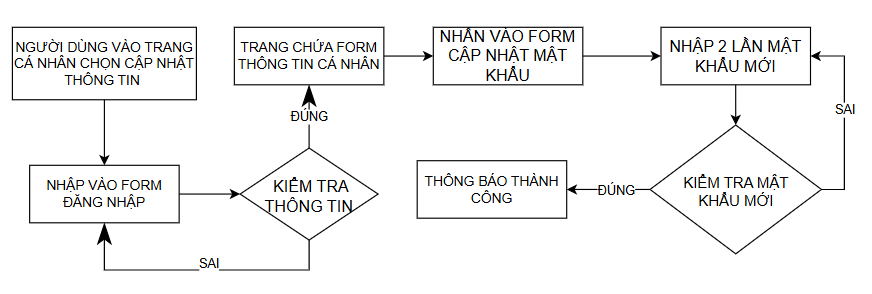 NGƯỜI DÙNG VÀO TRANG
CÁ NHÂN CHỌN CẬP NHẬT
THÔNG TIN
NHẬP VÀO FORM
ĐĂNG NHẬP
KIỂM TRA
THÔNG TIN
SAI
ĐÚNG
TRANG CHỨA FORM
THÔNG TIN CÁ NHÂN
NHẤN VÀO FORM
CẬP NHẬT MẬT
KHẨU
NHẬP 2 LẦN MẬT
KHẨU MỚI
KIỂM TRA MẬT
KHẨU MỚI
SAI
ĐÚNG
THÔNG BÁO THÀNH
CÔNG